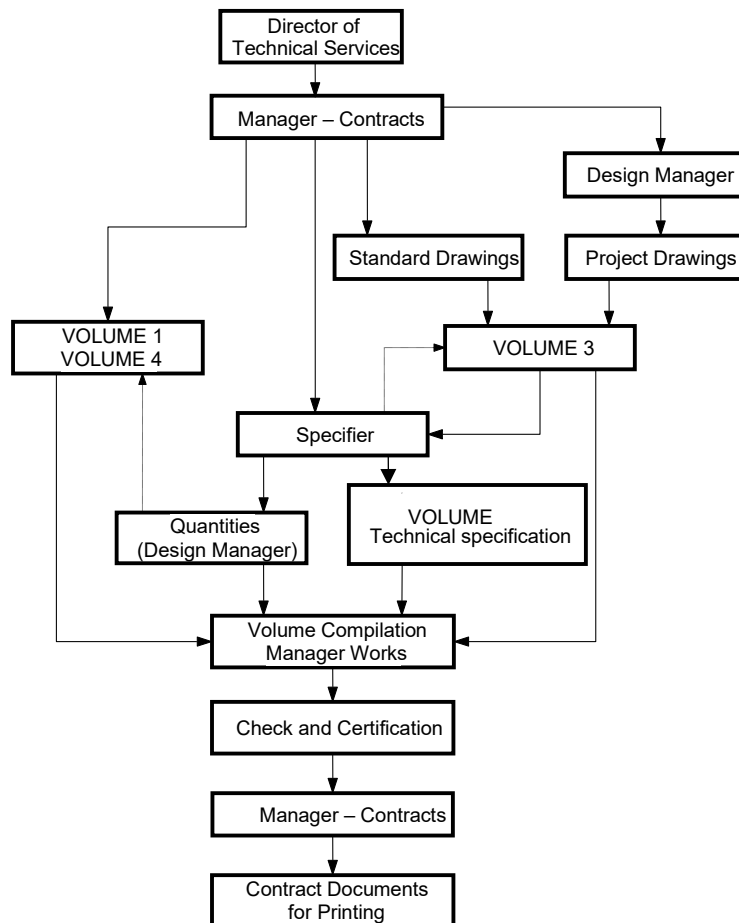 Director of
Technical Services
Manager – Contracts
Design Manager
Standard Drawings
Project Drawings
VOLUME 1
VOLUME 4
VOLUME 3
Specifier
Quantities
(Design Manager)
VOLUME
Technical specification
Volume Compilation
Manager Works
Check and Certification
Manager – Contracts
Contract Documents
for Printing